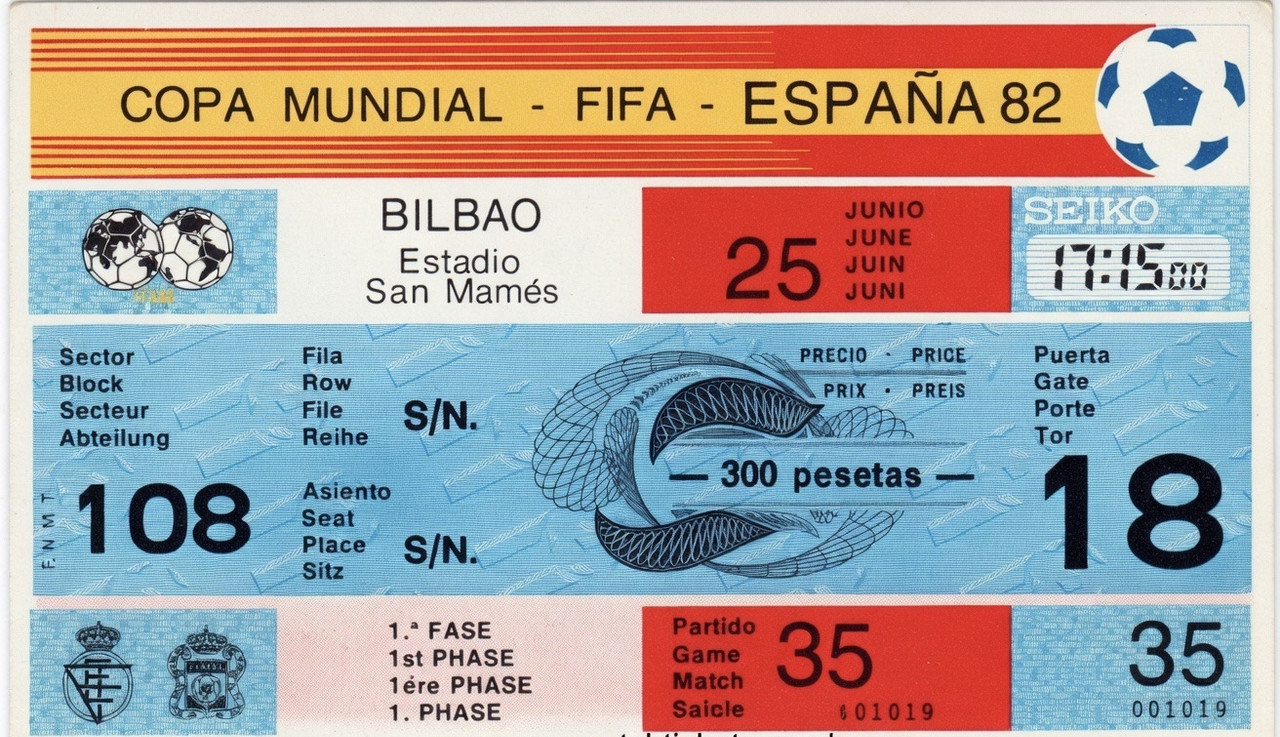 COPA MUNDIAL - FIFA - ESPAÑA 82
BILBAO
Estadio
San Mamés
25
JUNIO
JUNE
JUIN
JUNI
SEIKO
17:15 00
Sector
Block
Secteur
Abteilung
108
F.N.M.T
Fila
Row
File
Reihe
S/N.
Asiento
Seat
Place
Sitz
S/N.
PRECIO · PRICE
PRIX · PREIS
— 300 pesetas —
Puerta
Gate
Porte
Tor
18
1.ª FASE
1st PHASE
1ére PHASE
1. PHASE
Partido
Game
Match
Saicle
35
001019
35
001019